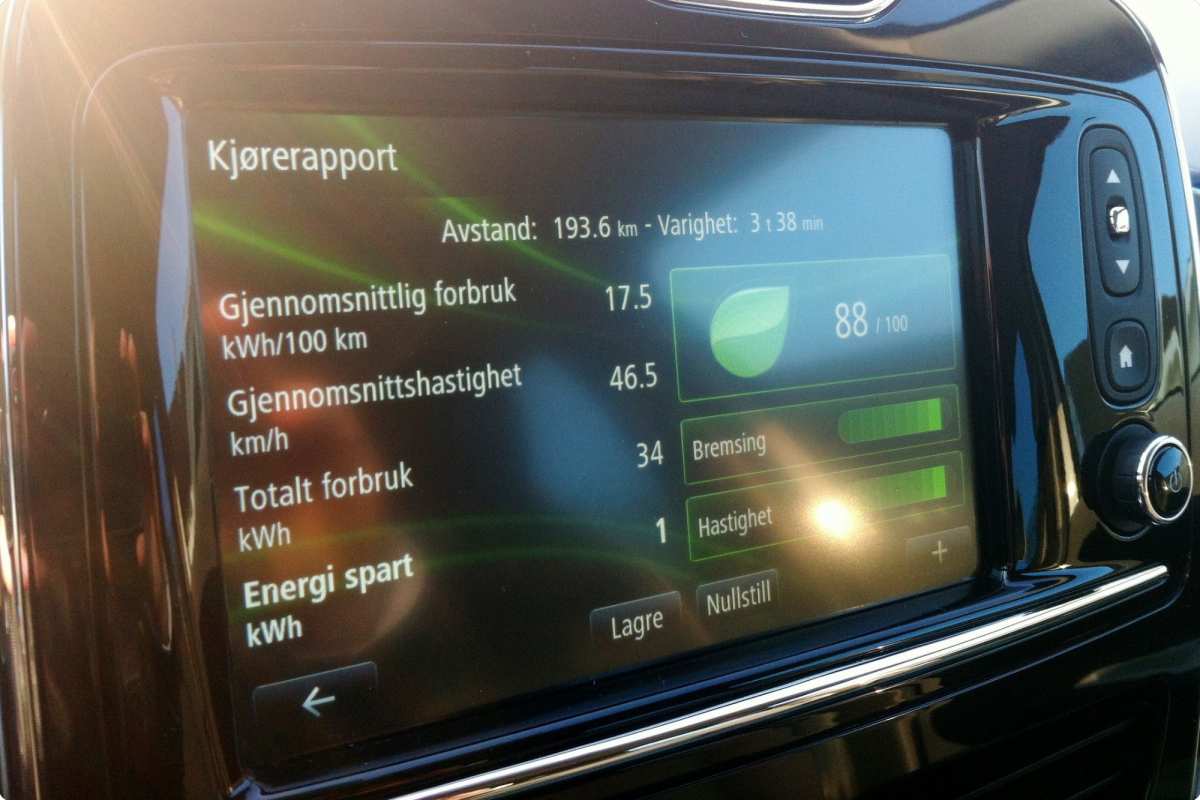 Kjørerapport
Avstand: 193.6 km - Varighet: 3 t 38 min
Gjennomsnittlig forbruk 17.5
kWh/100 km
Gjennomsnittshastighet 46.5
km/h
Totalt forbruk 34
kWh
Energi spart 1
kWh
88 / 100
Bremsing
Hastighet
+
Lagre Nullstill